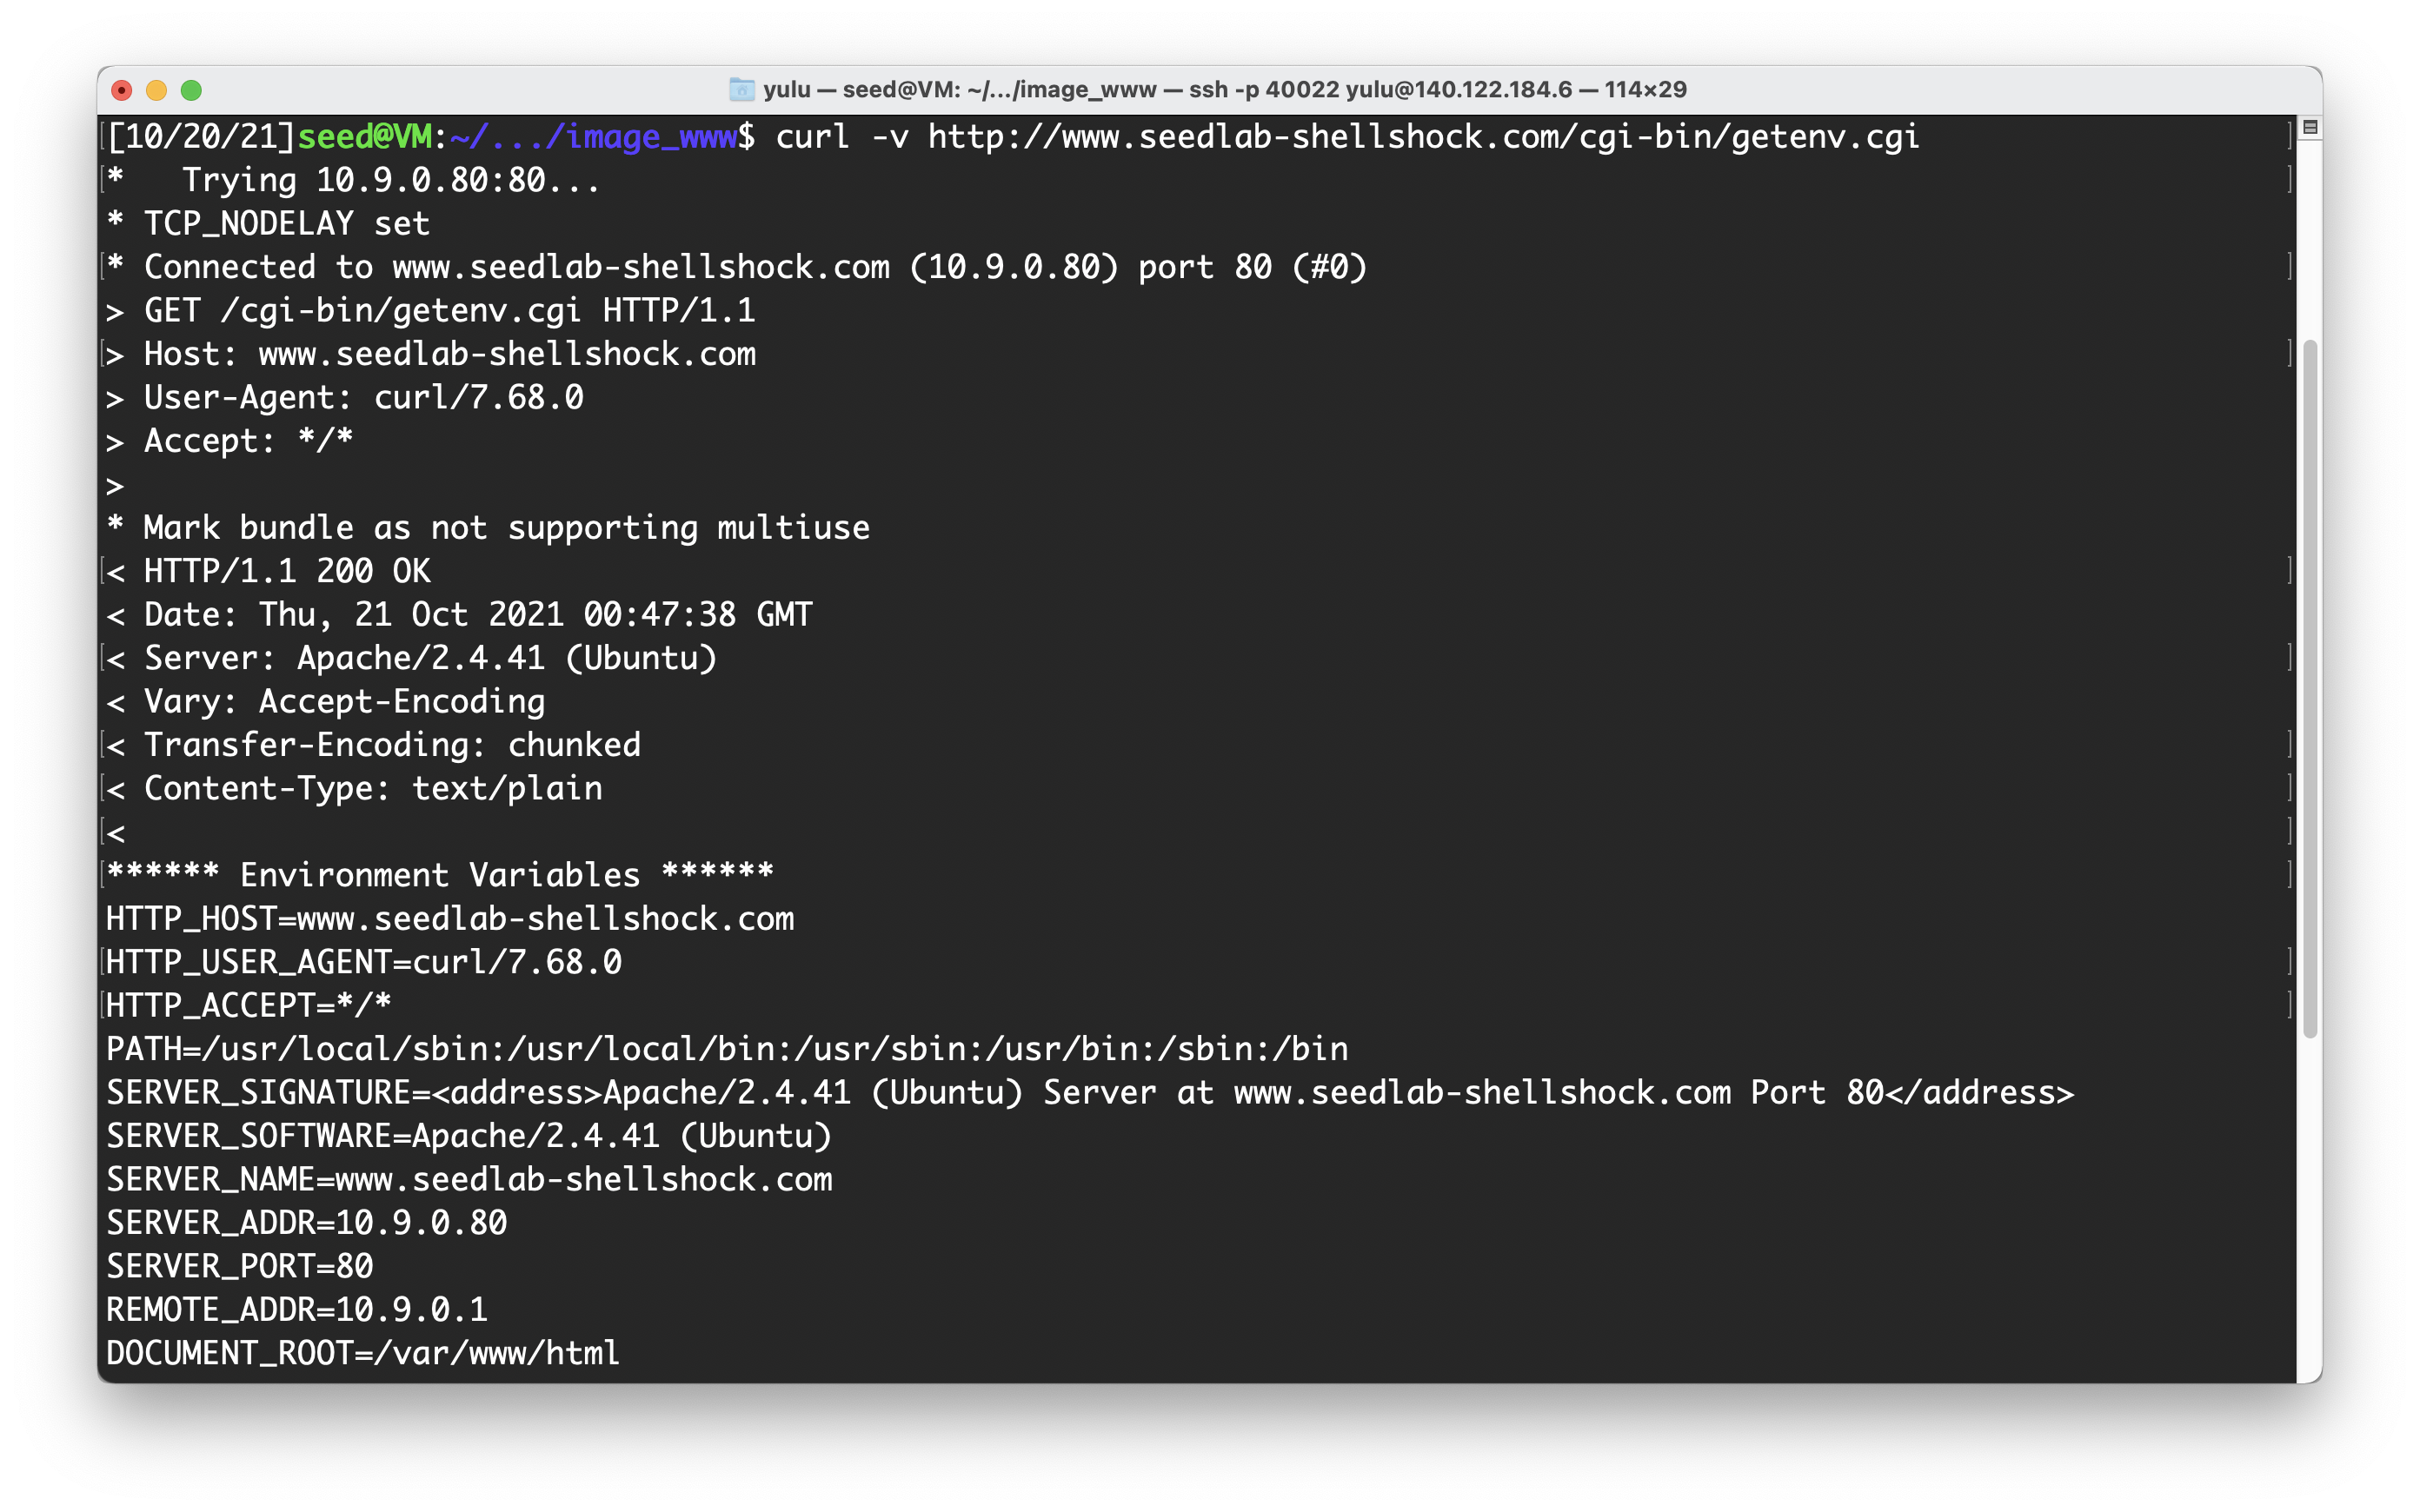 yulu — seed@VM: ~/.../image_www — ssh -p 40022 yulu@140.122.184.6 — 114×29
[10/20/21]seed@VM:~/.../image_www$ curl -v http://www.seedlab-shellshock.com/cgi-bin/getenv.cgi
*   Trying 10.9.0.80:80...
* TCP_NODELAY set
* Connected to www.seedlab-shellshock.com (10.9.0.80) port 80 (#0)
> GET /cgi-bin/getenv.cgi HTTP/1.1
> Host: www.seedlab-shellshock.com
> User-Agent: curl/7.68.0
> Accept: */*
>
* Mark bundle as not supporting multiuse
< HTTP/1.1 200 OK
< Date: Thu, 21 Oct 2021 00:47:38 GMT
< Server: Apache/2.4.41 (Ubuntu)
< Vary: Accept-Encoding
< Transfer-Encoding: chunked
< Content-Type: text/plain
<
****** Environment Variables ******
HTTP_HOST=www.seedlab-shellshock.com
HTTP_USER_AGENT=curl/7.68.0
HTTP_ACCEPT=*/*
PATH=/usr/local/sbin:/usr/local/bin:/usr/sbin:/usr/bin:/sbin:/bin
SERVER_SIGNATURE=<address>Apache/2.4.41 (Ubuntu) Server at www.seedlab-shellshock.com Port 80</address>
SERVER_SOFTWARE=Apache/2.4.41 (Ubuntu)
SERVER_NAME=www.seedlab-shellshock.com
SERVER_ADDR=10.9.0.80
SERVER_PORT=80
REMOTE_ADDR=10.9.0.1
DOCUMENT_ROOT=/var/www/html